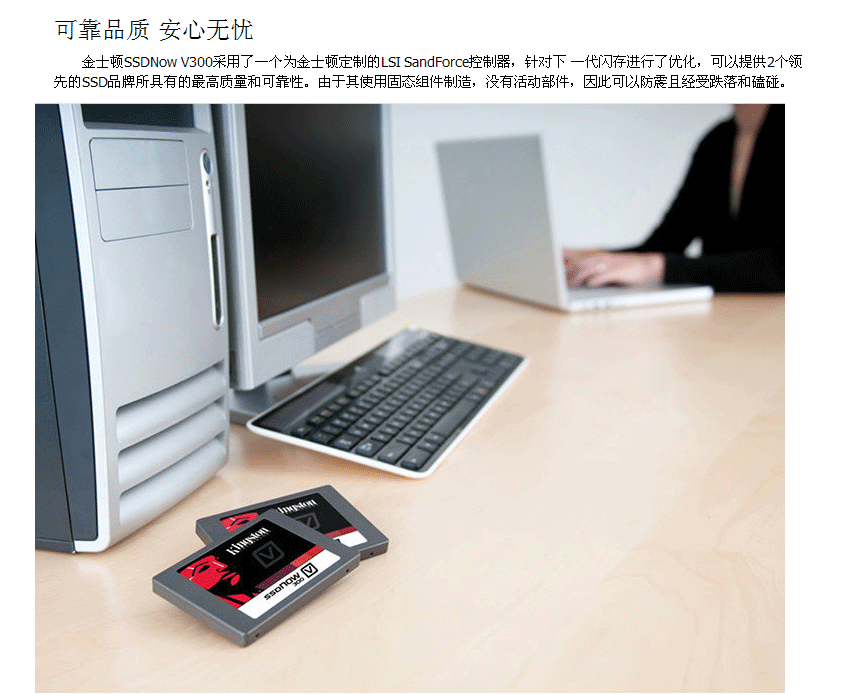 可靠品质 安心无忧
金士顿SSDNow V300采用了一个为金士顿定制的LSI SandForce控制器，针对下 一代闪存进行了优化，可以提供2个领
先的SSD品牌所具有的最高质量和可靠性。由于其使用固态组件制造，没有活动部件，因此可以防震且经受跌落和磕碰。
Kingston
V
Kingston
V
SSDNOW V
300